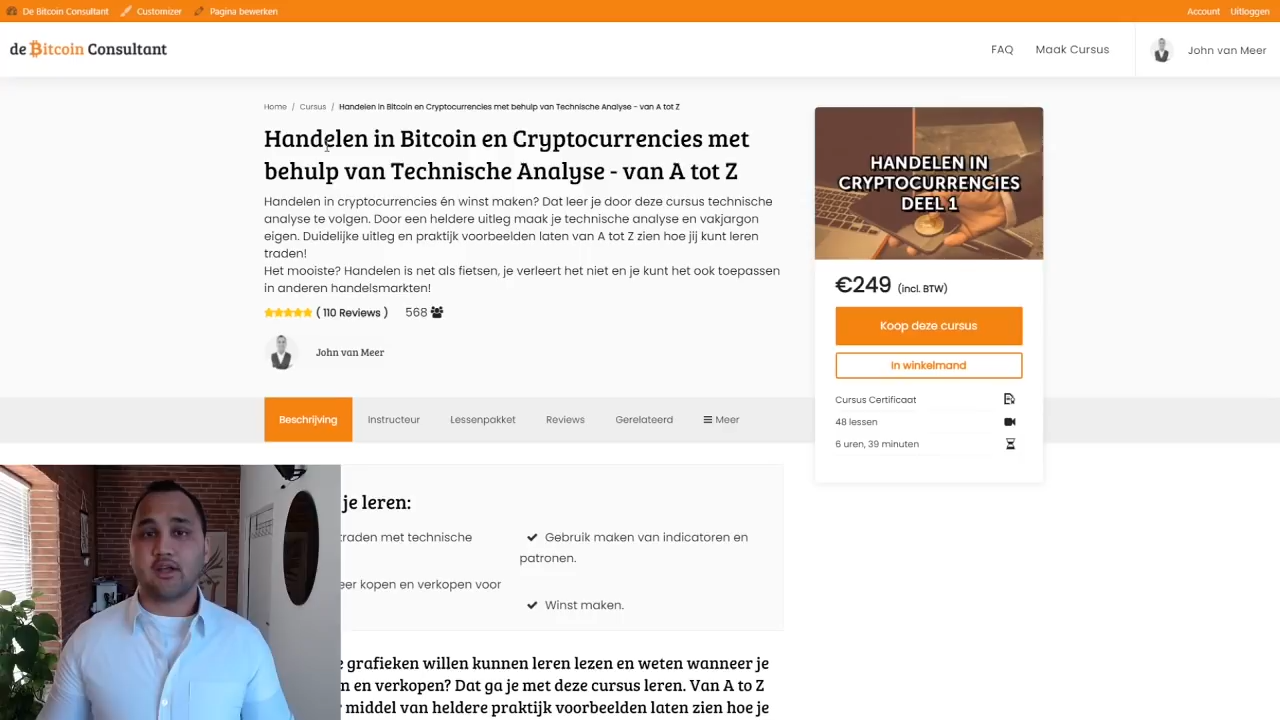 De Bitcoin Consultant
Customizer
Pagina bewerken
Account
Uitloggen
de Bitcoin Consultant
FAQ
Maak Cursus
John van Meer
Home / Cursus / Handelen in Bitcoin en Cryptocurrencies met behulp van Technische Analyse - van A tot Z
Handelen in Bitcoin en Cryptocurrencies met
behulp van Technische Analyse - van A tot Z
Handelen in cryptocurrencies én winst maken? Dat leer je door deze cursus technische
analyse te volgen. Door een heldere uitleg maak je technische analyse en vakjargon
eigen. Duidelijke uitleg en praktijk voorbeelden laten van A tot Z zien hoe jij kunt leren
traden!
Het mooiste? Handelen is net als fietsen, je verleert het niet en je kunt het ook toepassen
in anderen handelsmarkten!
( 110 Reviews )
568
John van Meer
HANDELEN IN
CRYPTOCURRENCIES
DEEL 1
€249 (incl. BTW)
Koop deze cursus
In winkelmand
Cursus Certificaat
48 lessen
6 uren, 39 minuten
Beschrijving
Instructeur
Lessenpakket
Reviews
Gerelateerd
Meer
je leren:
traden met technische
eer kopen en verkopen voor
Gebruik maken van indicatoren en
patronen.
Winst maken.
e grafieken willen kunnen leren lezen en weten wanneer je
n en verkopen? Dat ga je met deze cursus leren. Van A to Z
middel van heldere praktijk voorbeelden laten zien hoe je